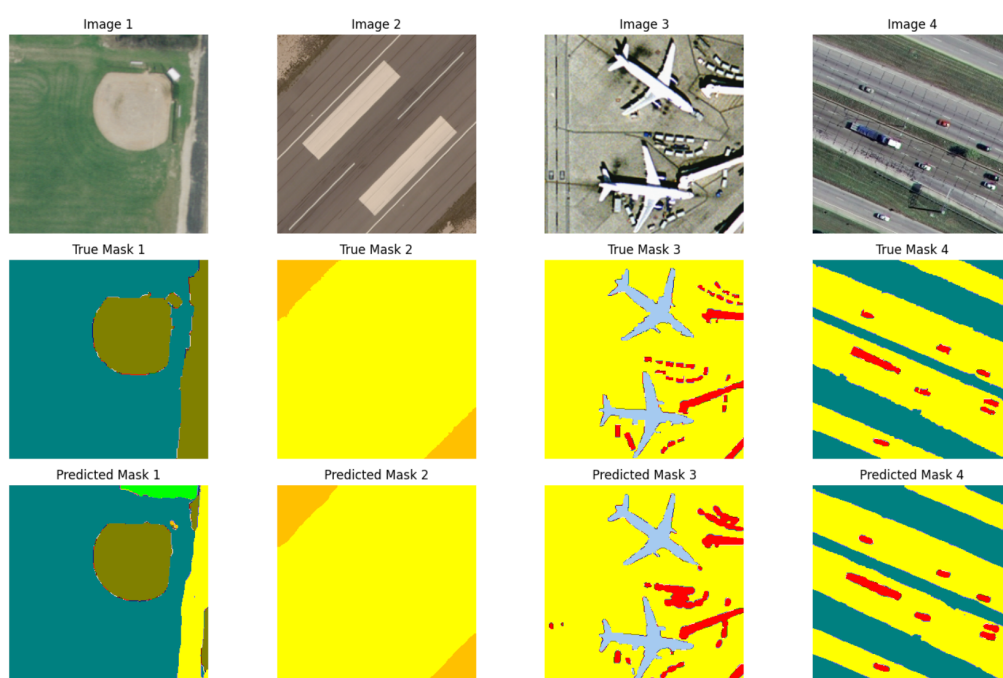 Image 1
Image 2
Image 3
Image 4
True Mask 1
True Mask 2
True Mask 3
True Mask 4
Predicted Mask 1
Predicted Mask 2
Predicted Mask 3
Predicted Mask 4